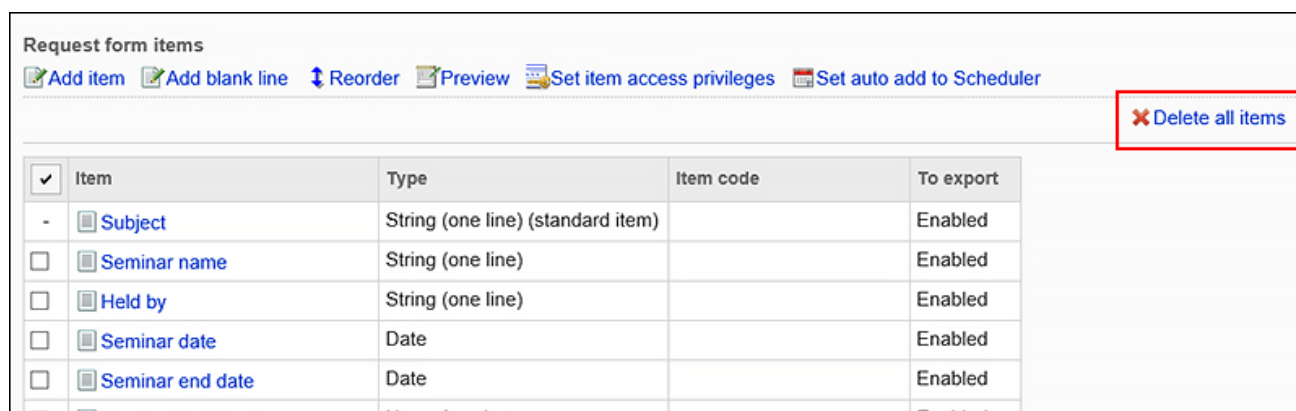 Request form items
Add item Add blank line Reorder Preview Set item access privileges Set auto add to Scheduler
Delete all items
Item Type Item code To export
- Subject String (one line) (standard item) Enabled
Seminar name String (one line) Enabled
Held by String (one line) Enabled
Seminar date Date Enabled
Seminar end date Date Enabled